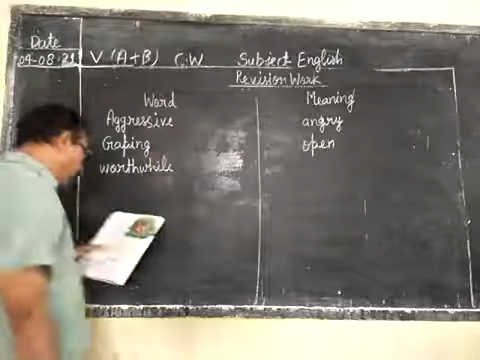 Date
09-08-21 V (A+B) C.W Subject English
Revision Work
Word Meaning
Aggressive angry
Gaping open
worthwhile